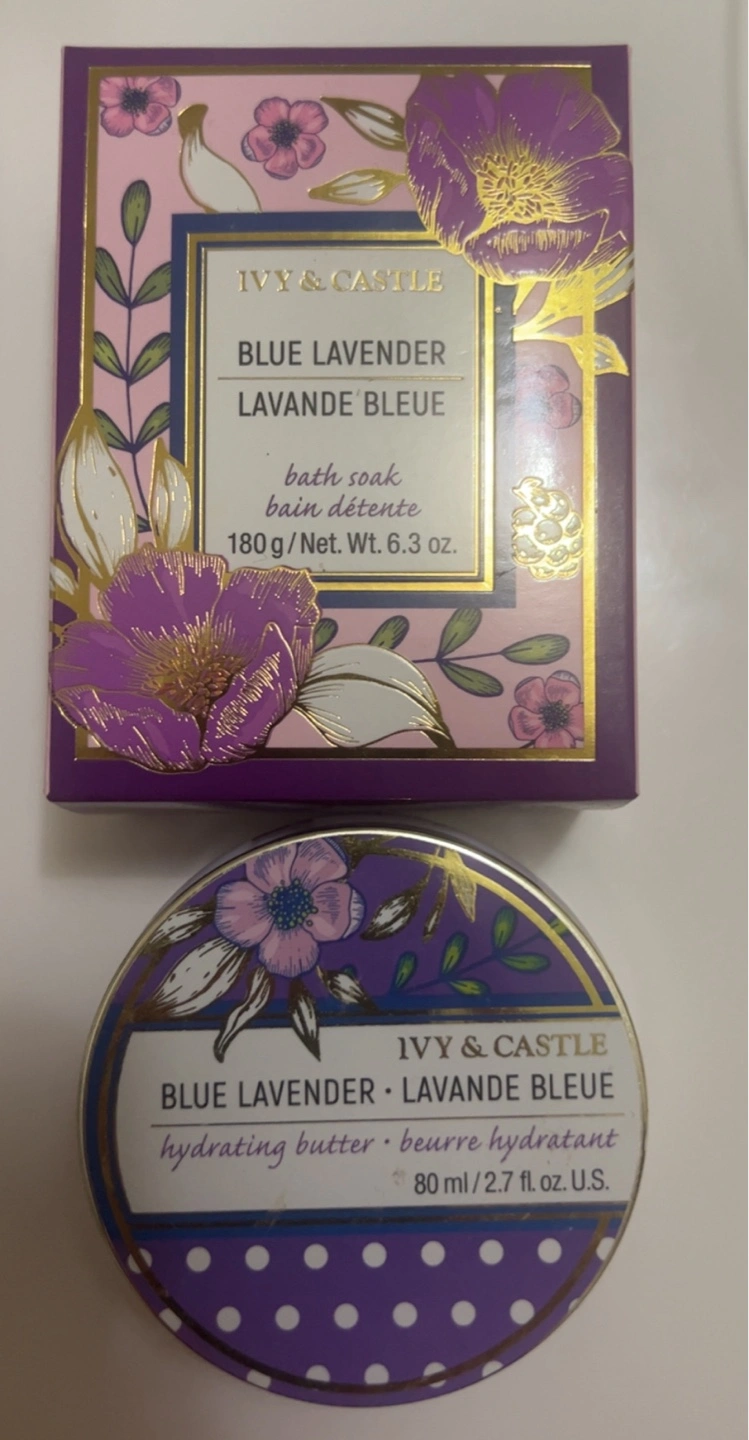 IVY & CASTLE
BLUE LAVENDER
LAVANDE BLEUE
bath soak
bain détente
180 g / Net. Wt. 6.3 oz.
IVY & CASTLE
BLUE LAVENDER · LAVANDE BLEUE
hydrating butter · beurre hydratant
80 ml / 2.7 fl. oz. U.S.